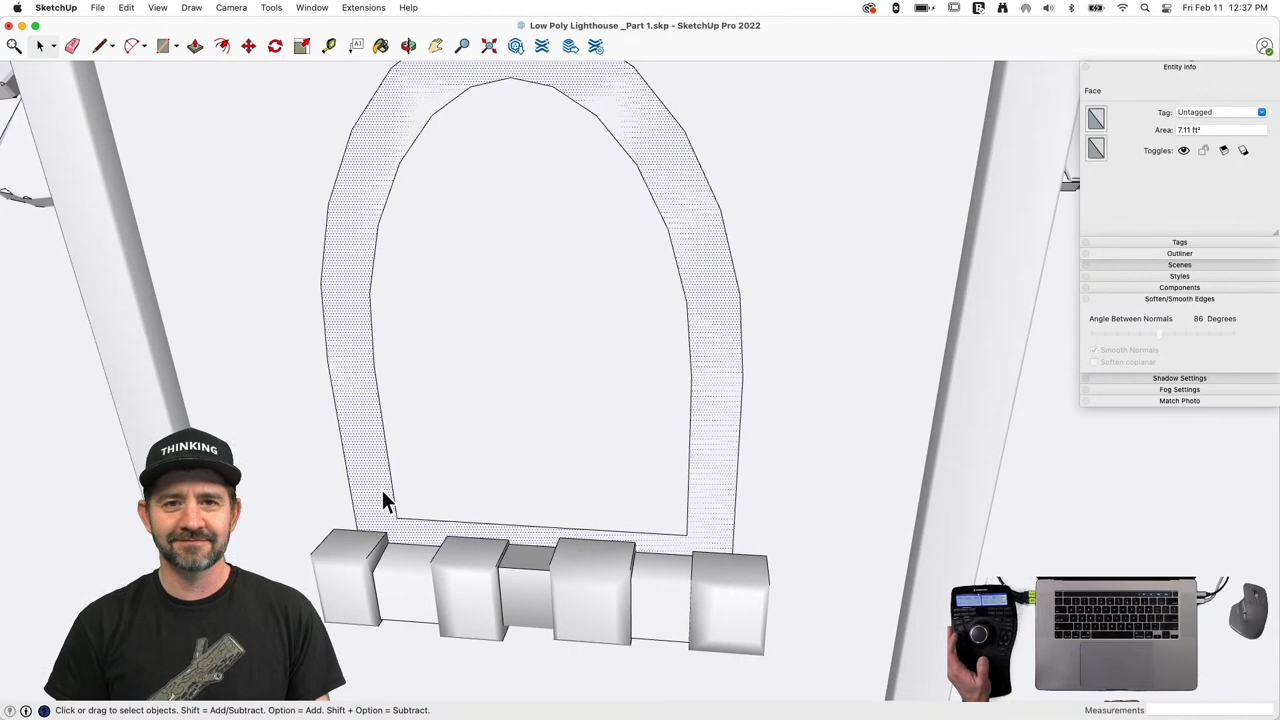 SketchUp File Edit View Draw Camera Tools Window Extensions Help Fri Feb 11 12:37 PM
Low Poly Lighthouse _Part 1.skp - SketchUp Pro 2022
Entity Info
Face
Tag: Untagged
Area: 7.11 ft²
Toggles:
Tags
Outliner
Scenes
Styles
Components
Soften/Smooth Edges
Angle Between Normals 86 Degrees
Smooth Normals
Soften coplanar
Shadow Settings
Fog Settings
Match Photo
THINKING
Click or drag to select objects. Shift = Add/Subtract. Option = Add. Shift + Option = Subtract. Measurements